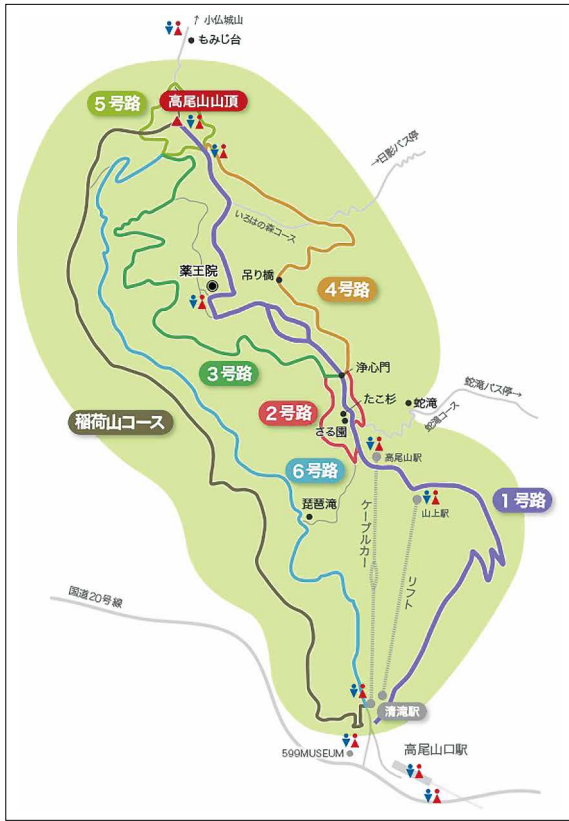 ↑ 小仏城山
もみじ台
5号路
高尾山山頂
→日影バス停
いろはの森コース
薬王院
吊り橋
4号路
浄心門
3号路
たこ杉
蛇滝
蛇滝バス停→
蛇滝コース
2号路
さる園
稲荷山コース
高尾山駅
6号路
1号路
山上駅
琵琶滝
ケーブルカー
リフト
国道20号線
清滝駅
599MUSEUM
高尾山口駅